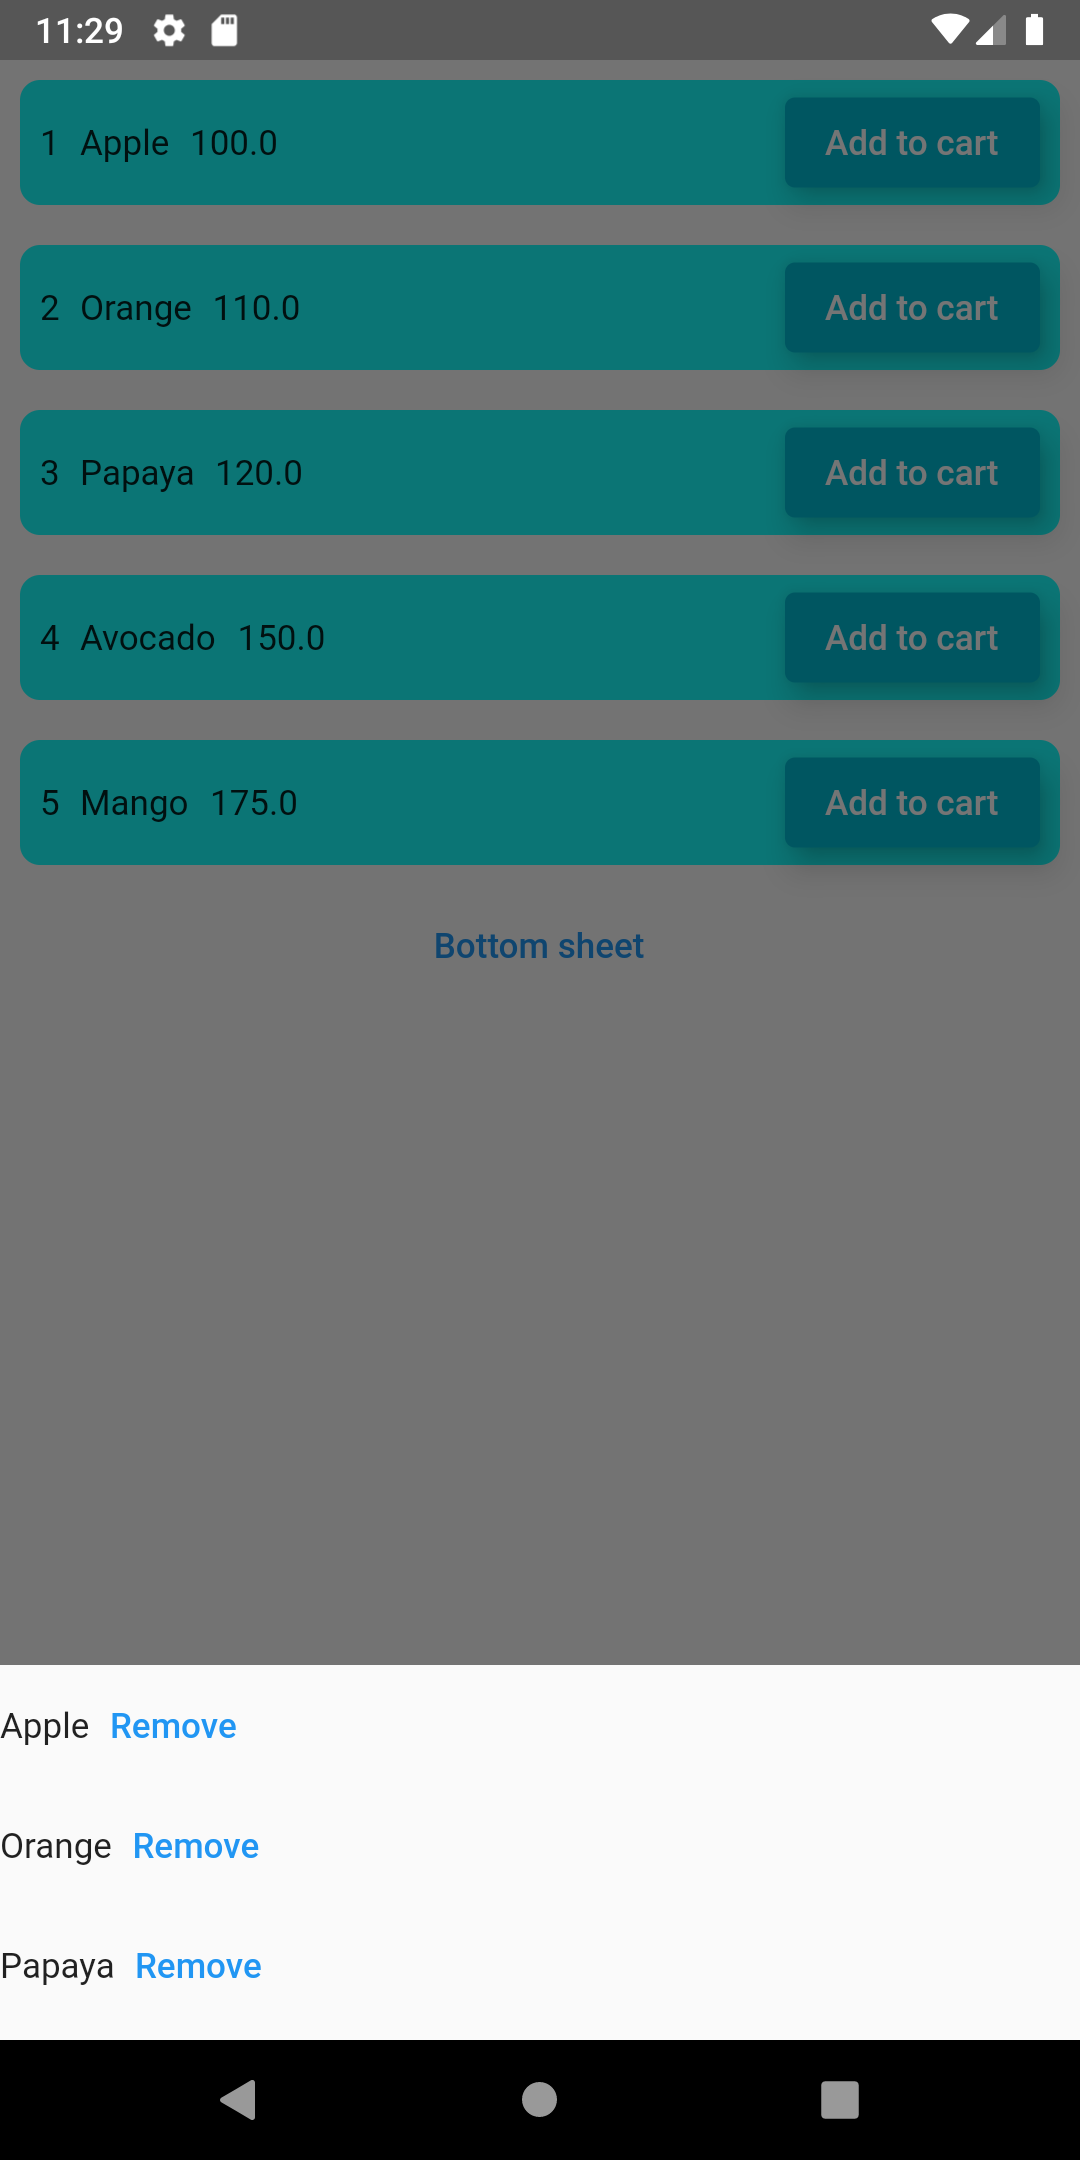 11:29
1 Apple 100.0 Add to cart
2 Orange 110.0 Add to cart
3 Papaya 120.0 Add to cart
4 Avocado 150.0 Add to cart
5 Mango 175.0 Add to cart
Bottom sheet
Apple Remove
Orange Remove
Papaya Remove